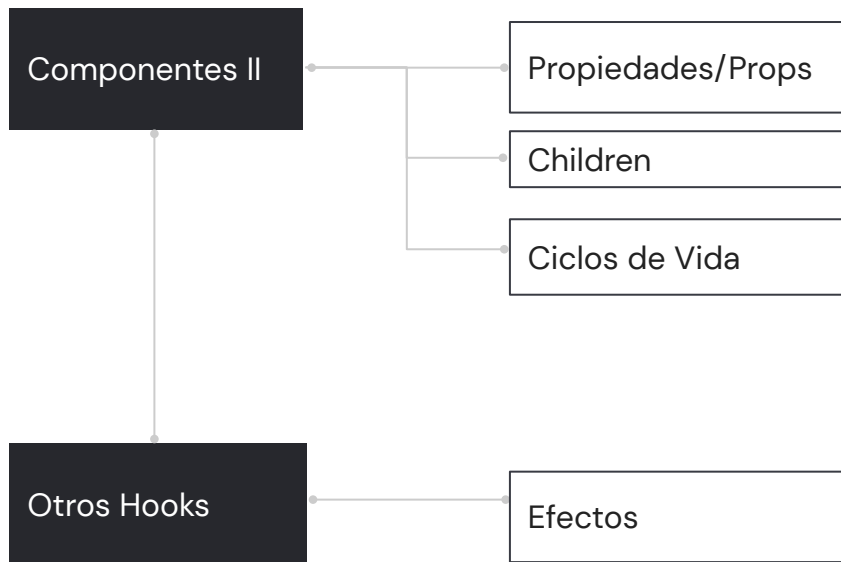 Componentes II
Propiedades/Props
Children
Ciclos de Vida
Otros Hooks
Efectos